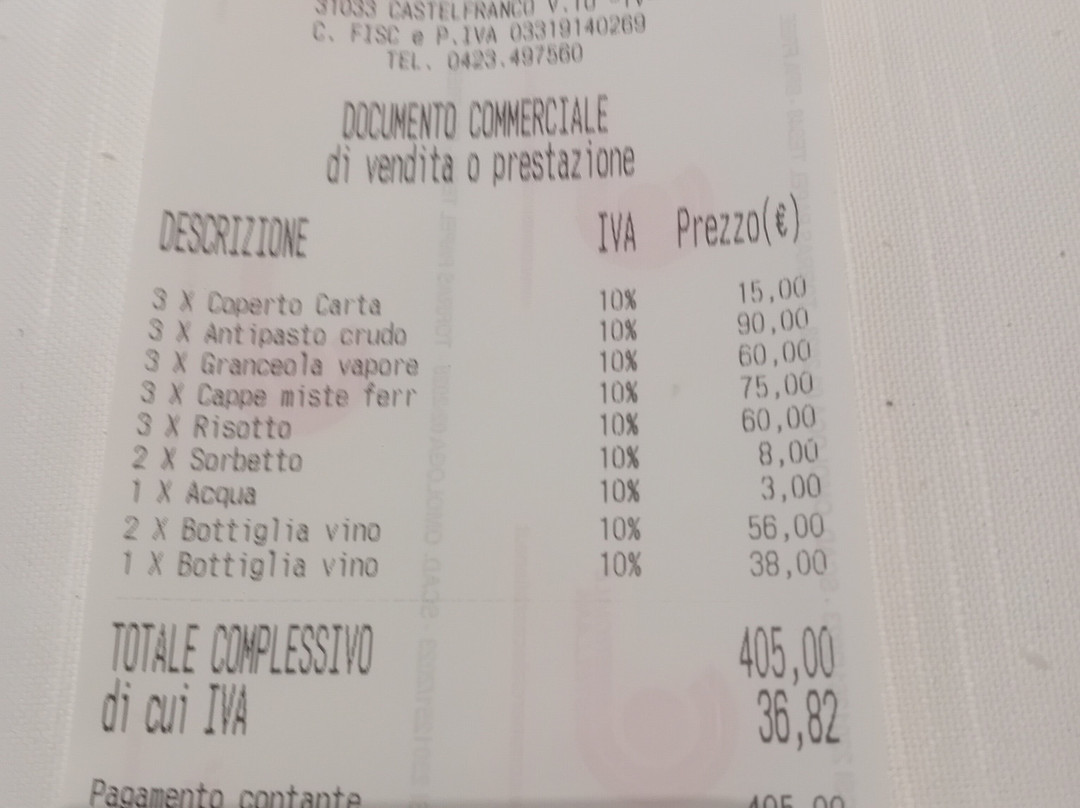 31033 CASTELFRANCO V.TO -TV-
C. FISC e P.IVA 03319140269
TEL. 0423.497560
DOCUMENTO COMMERCIALE
di vendita o prestazione
DESCRIZIONE IVA Prezzo(€)
3 X Coperto Carta 10% 15,00
3 X Antipasto crudo 10% 90,00
3 X Granceola vapore 10% 60,00
3 X Cappe miste ferr 10% 75,00
3 X Risotto 10% 60,00
2 X Sorbetto 10% 8,00
1 X Acqua 10% 3,00
2 X Bottiglia vino 10% 56,00
1 X Bottiglia vino 10% 38,00
TOTALE COMPLESSIVO 405,00
di cui IVA 36,82
Pagamento contante 405,00